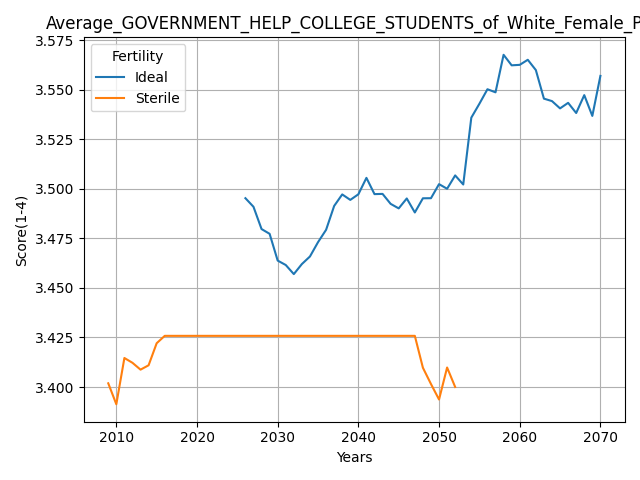 Average_GOVERNMENT_HELP_COLLEGE_STUDENTS_of_White_Female_P
Fertility
Ideal
Sterile
Score(1-4)
3.575
3.550
3.525
3.500
3.475
3.450
3.425
3.400
2010 2020 2030 2040 2050 2060 2070
Years